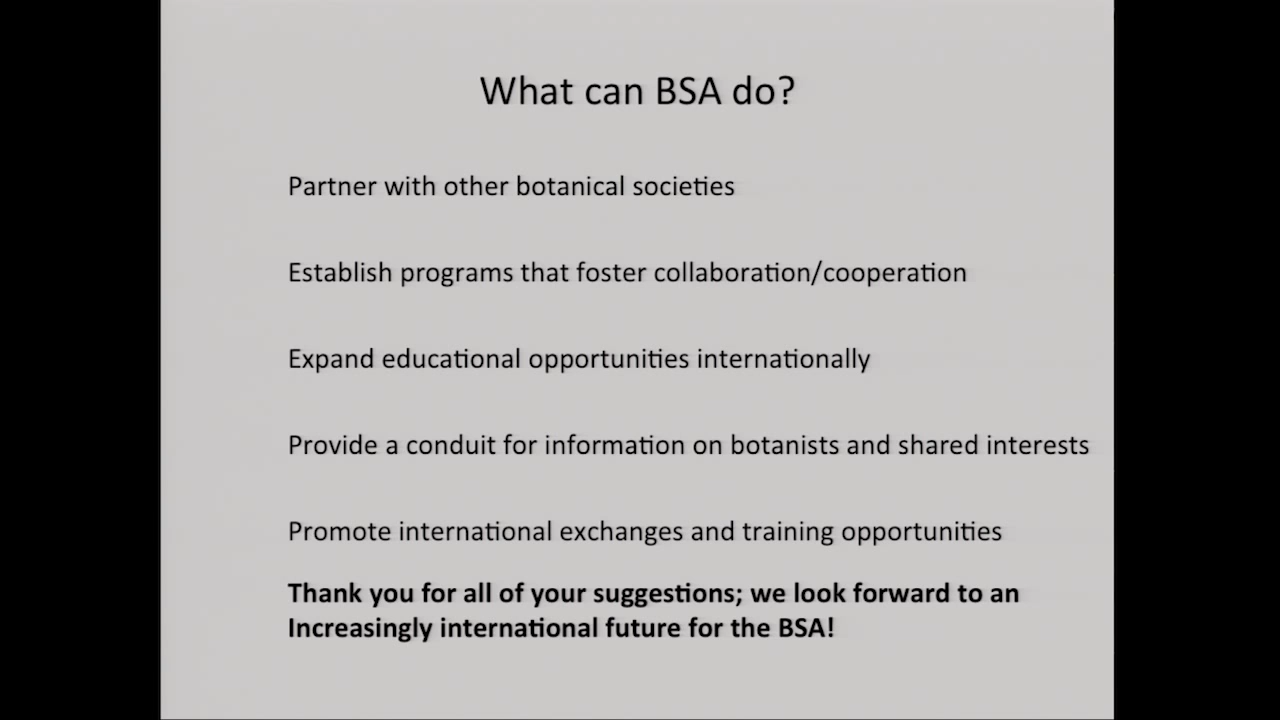 What can BSA do?
Partner with other botanical societies
Establish programs that foster collaboration/cooperation
Expand educational opportunities internationally
Provide a conduit for information on botanists and shared interests
Promote international exchanges and training opportunities
Thank you for all of your suggestions; we look forward to an
Increasingly international future for the BSA!